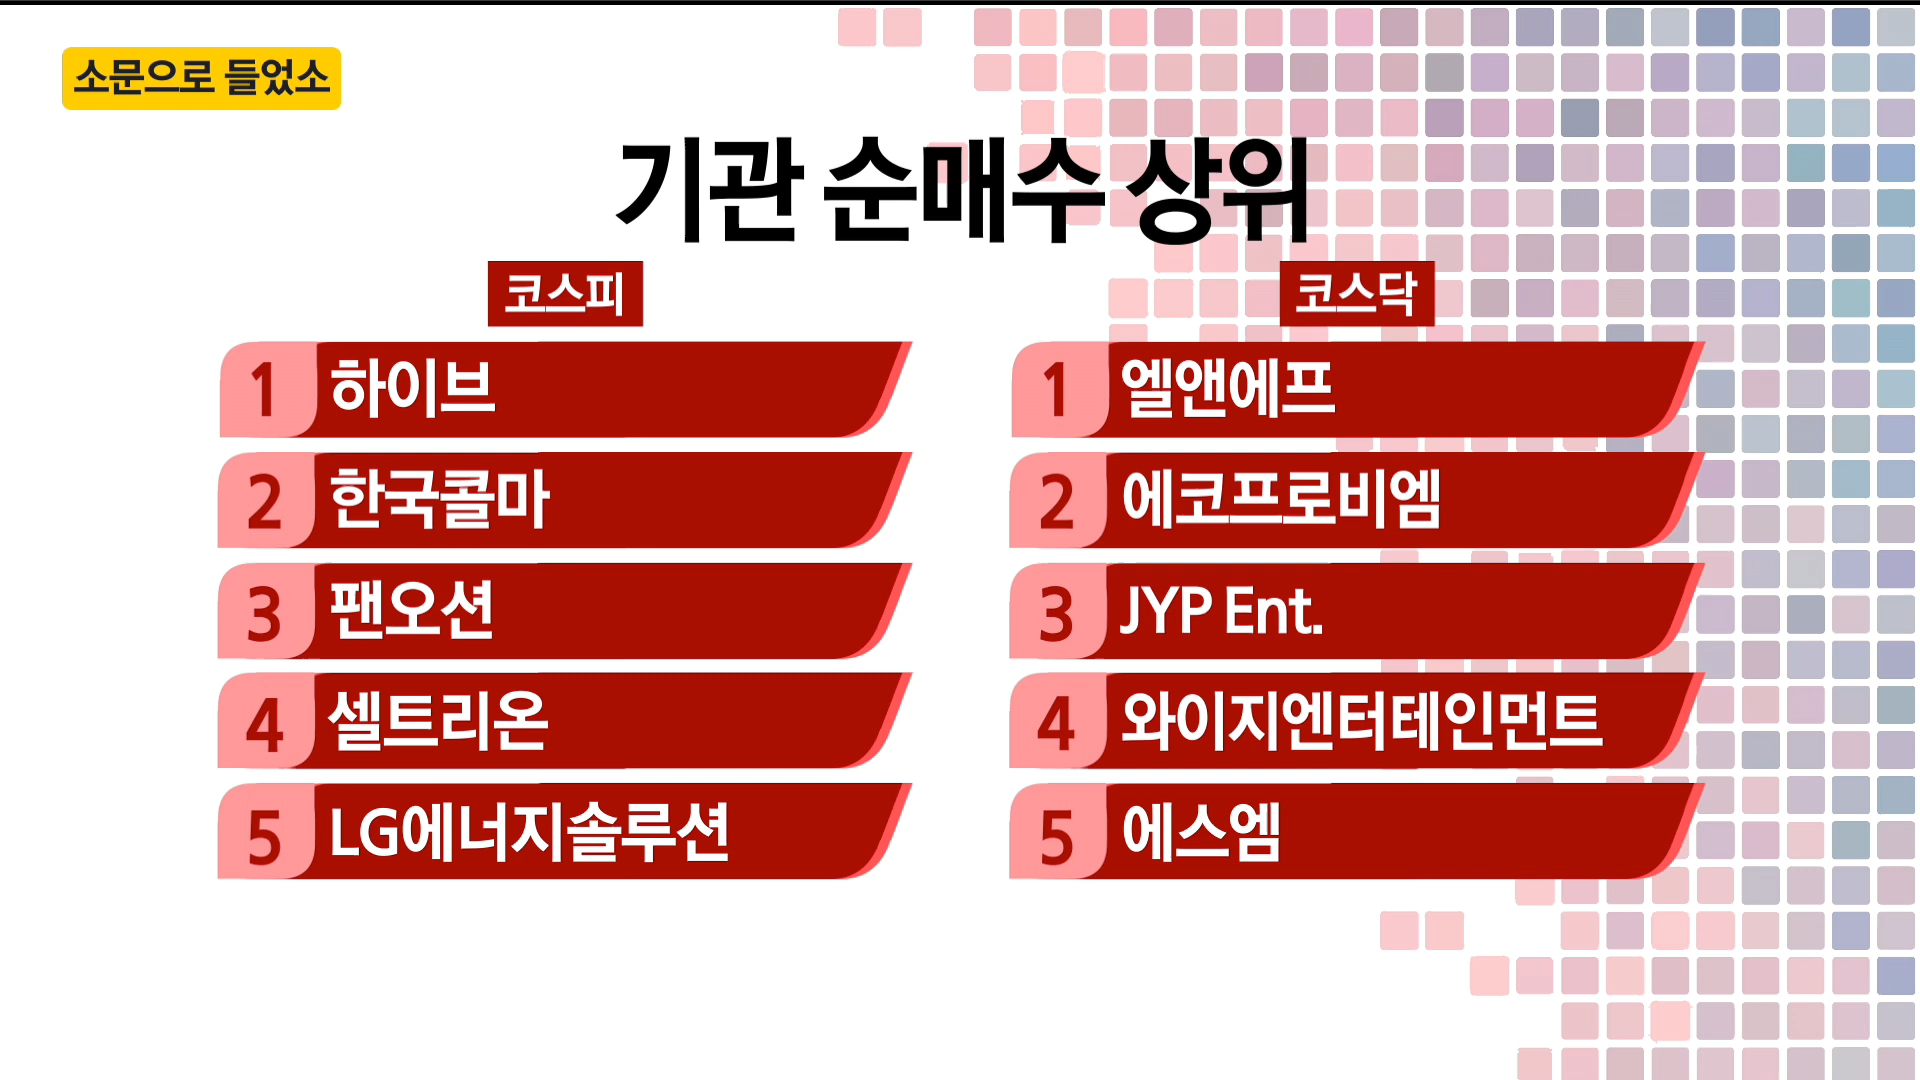 소문으로 들었소
기관 순매수 상위
코스피
1 하이브
2 한국콜마
3 팬오션
4 셀트리온
5 LG에너지솔루션
코스닥
1 엘앤에프
2 에코프로비엠
3 JYP Ent.
4 와이지엔터테인먼트
5 에스엠